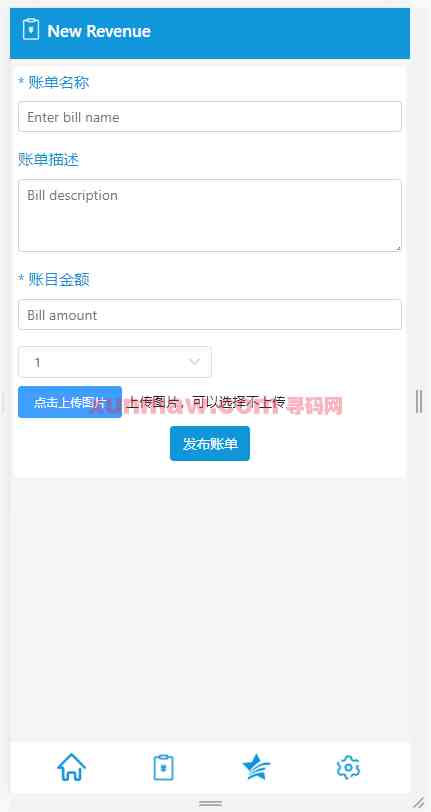 New Revenue
* 账单名称
Enter bill name
账单描述
Bill description
* 账目金额
Bill amount
1
点击上传图片 上传图片，可以选择不上传
xunmaw.com 寻码网
发布账单